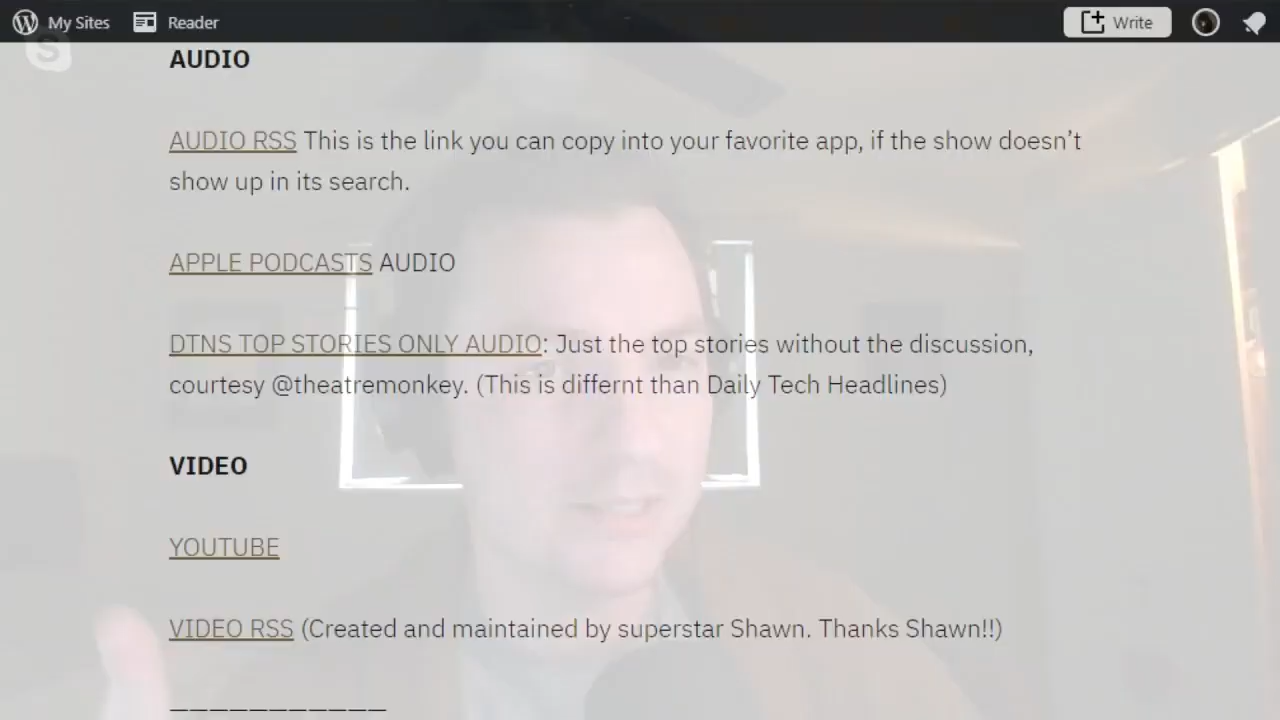 My Sites Reader Write
AUDIO
AUDIO RSS This is the link you can copy into your favorite app, if the show doesn’t
show up in its search.
APPLE PODCASTS AUDIO
DTNS TOP STORIES ONLY AUDIO: Just the top stories without the discussion,
courtesy @theatremonkey. (This is differnt than Daily Tech Headlines)
VIDEO
YOUTUBE
VIDEO RSS (Created and maintained by superstar Shawn. Thanks Shawn!!)
___________